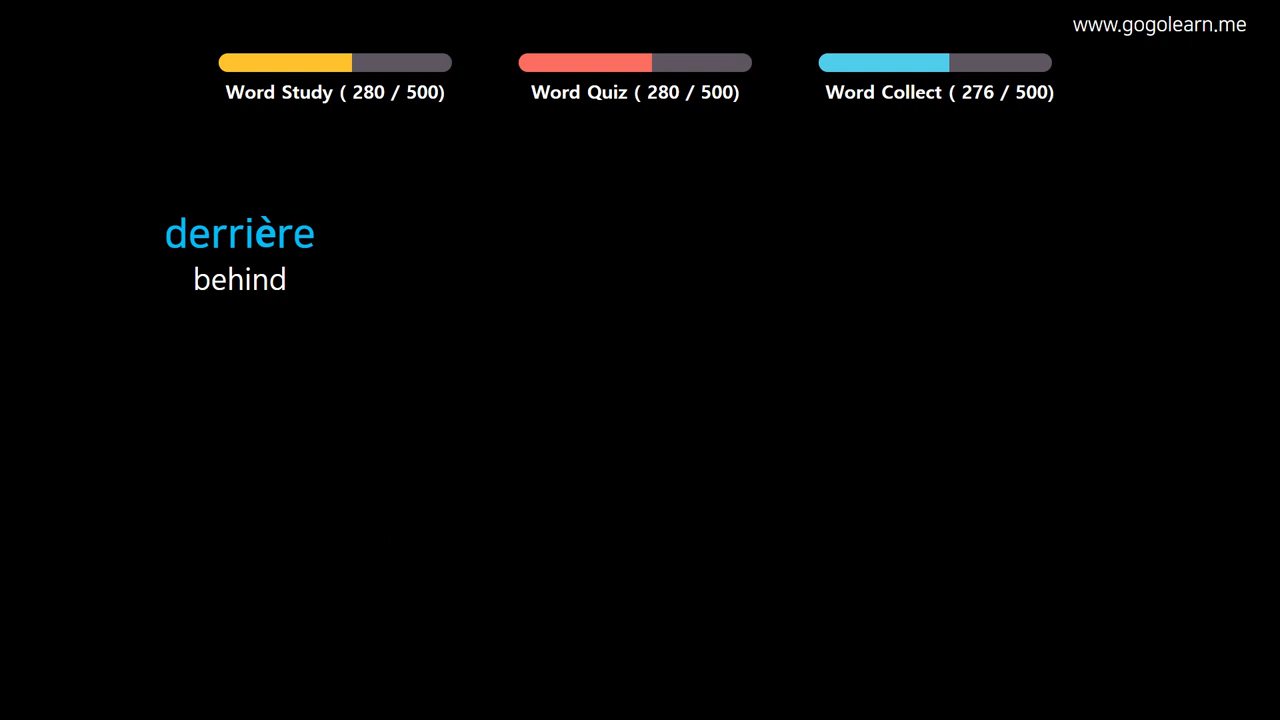 www.gogolearn.me
Word Study ( 280 / 500)
Word Quiz ( 280 / 500)
Word Collect ( 276 / 500)
derrière
behind